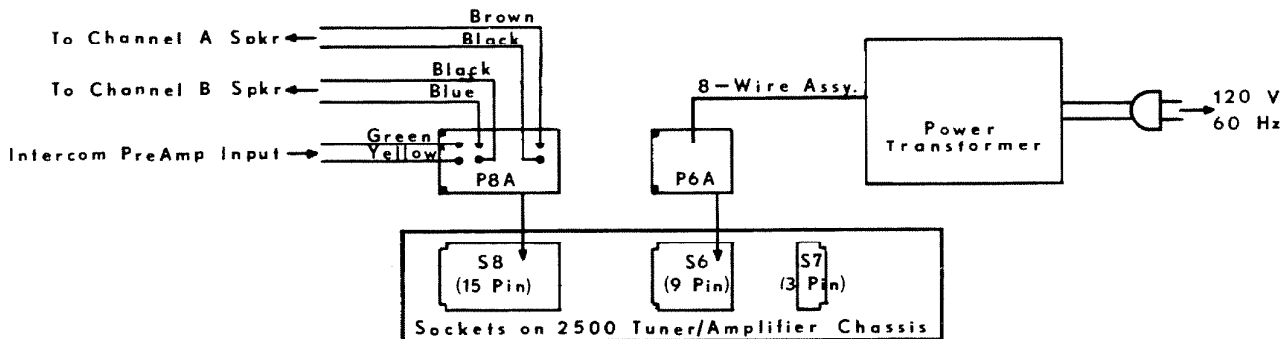 Brown
To Channel A Spkr
Black
Black
To Channel B Spkr
Blue
Green
Intercom PreAmp Input
Yellow
P8A
8-Wire Assy.
P6A
Power
Transformer
120 V
60 Hz
S8
(15 Pin)
S6
(9 Pin)
S7
(3 Pin)
Sockets on 2500 Tuner/Amplifier Chassis